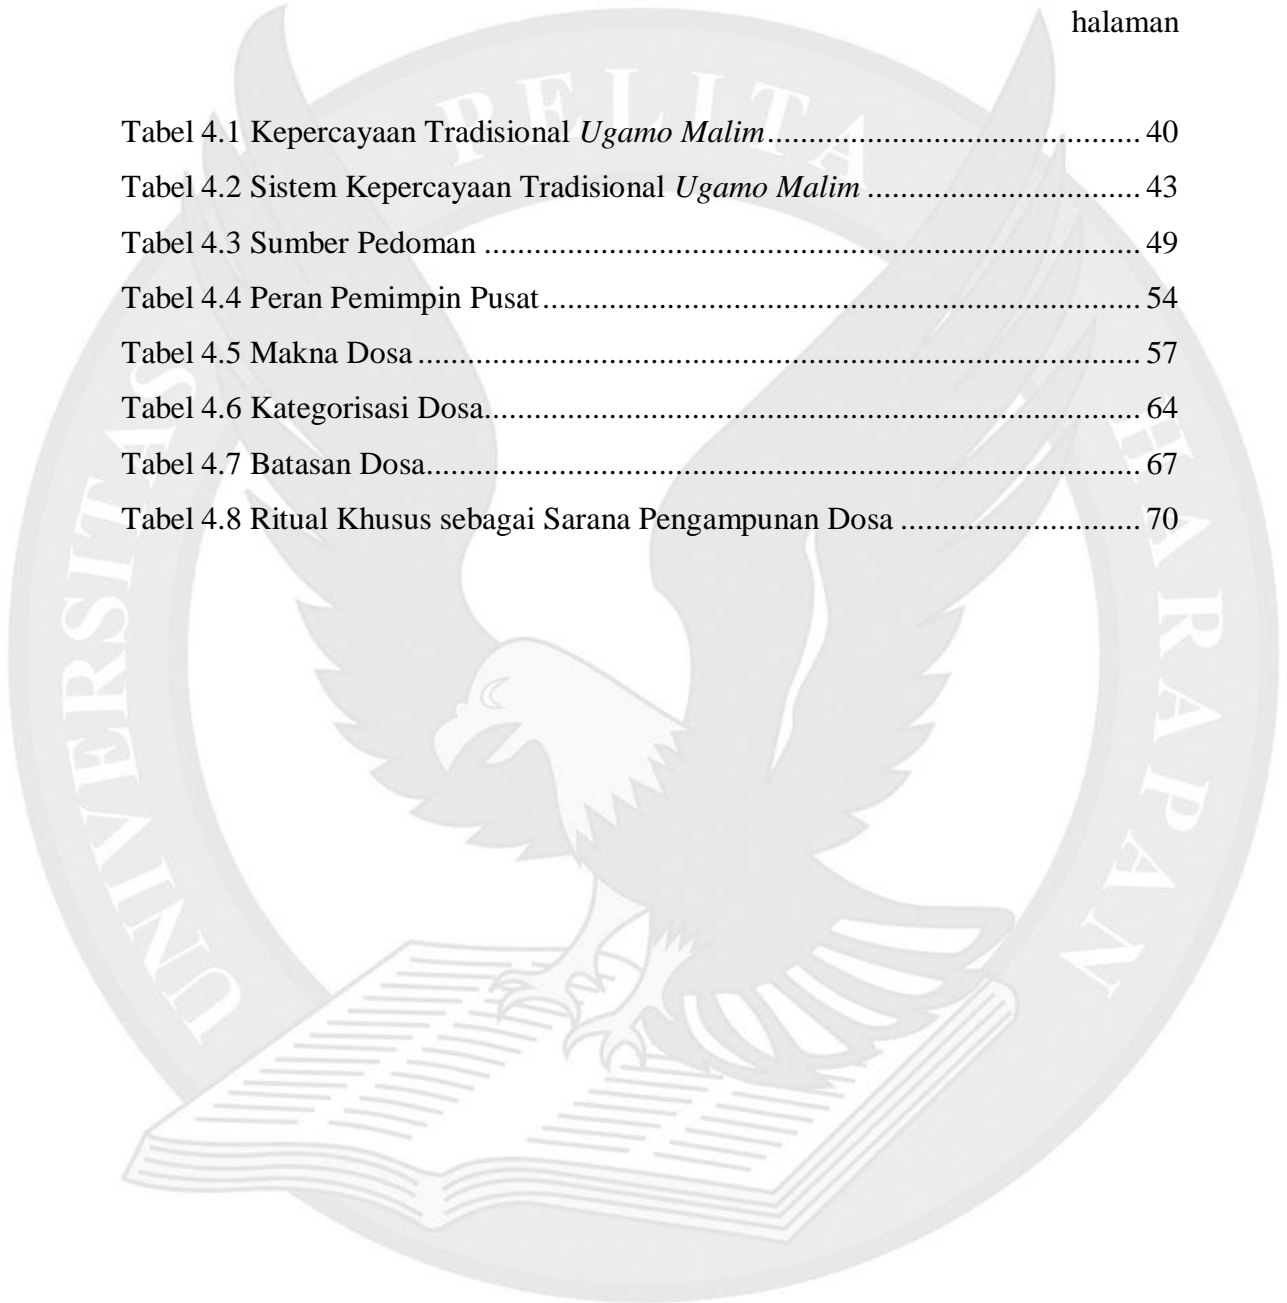 halaman
Tabel 4.1 Kepercayaan Tradisional Ugamo Malim.................................................. 40
Tabel 4.2 Sistem Kepercayaan Tradisional Ugamo Malim .................................... 43
Tabel 4.3 Sumber Pedoman .................................................................................... 49
Tabel 4.4 Peran Pemimpin Pusat............................................................................. 54
Tabel 4.5 Makna Dosa ............................................................................................ 57
Tabel 4.6 Kategorisasi Dosa.................................................................................... 64
Tabel 4.7 Batasan Dosa........................................................................................... 67
Tabel 4.8 Ritual Khusus sebagai Sarana Pengampunan Dosa ................................ 70
UNIVERSITAS PELITA HARAPAN